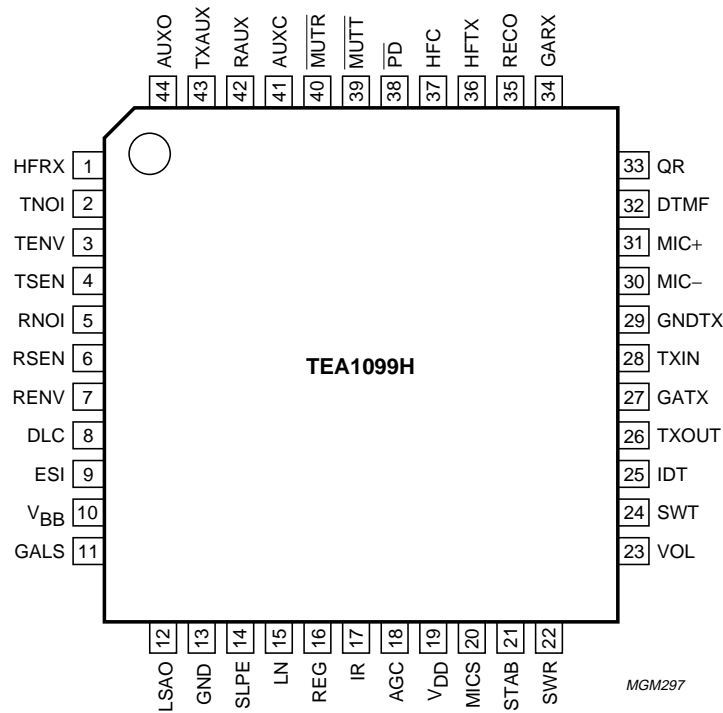 AUXO
TXAUX
RAUX
AUXC
MUTR
MUTT
PD
HFC
HFTX
RECO
GARX
44
43
42
41
40
39
38
37
36
35
34
HFRX 1
TNOI 2
TENV 3
TSEN 4
RNOI 5
RSEN 6
RENV 7
DLC 8
ESI 9
VBB 10
GALS 11
TEA1099H
33 QR
32 DTMF
31 MIC+
30 MIC−
29 GNDTX
28 TXIN
27 GATX
26 TXOUT
25 IDT
24 SWT
23 VOL
12
13
14
15
16
17
18
19
20
21
22
LSAO
GND
SLPE
LN
REG
IR
AGC
VDD
MICS
STAB
SWR
MGM297